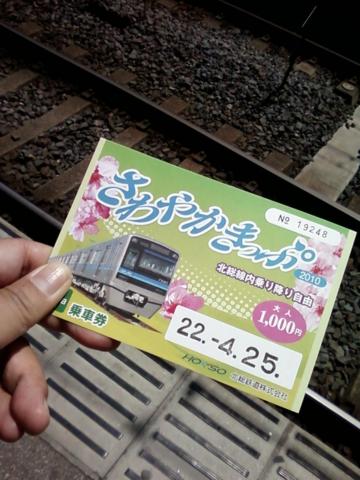 № 19248
さわやかきっぷ
2010
北総線内乗り降り自由
大人
1,000円
乗車券
22.-4.25.
HOKSO 北総鉄道株式会社